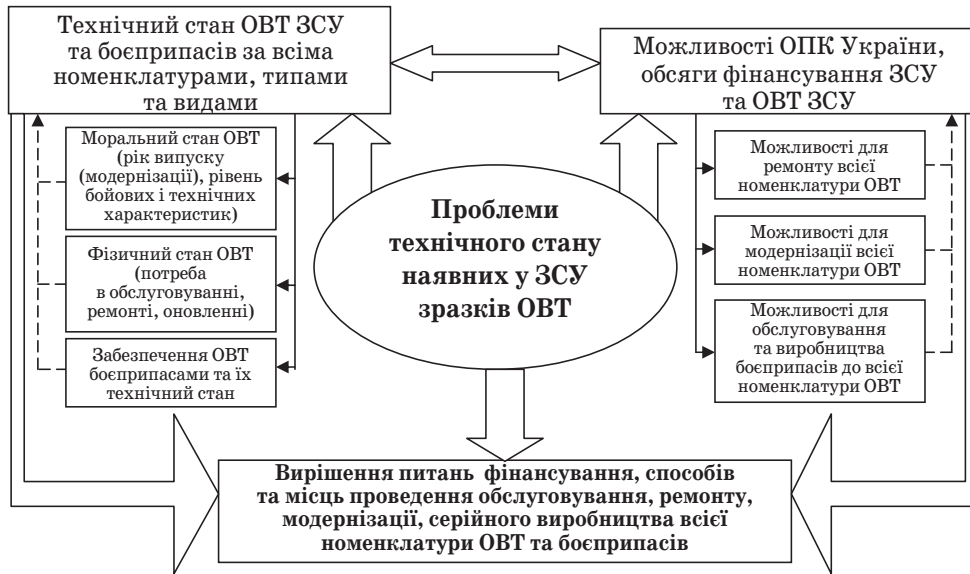 Технічний стан ОВТ ЗСУ
та боєприпасів за всіма
номенклатурами, типами
та видами
Можливості ОПК України,
обсяги фінансування ЗСУ
та ОВТ ЗСУ
Моральний стан ОВТ
(рік випуску
(модернізації), рівень
бойових і технічних
характеристик)
Фізичний стан ОВТ
(потреба
в обслуговуванні,
ремонті, оновленні)
Забезпечення ОВТ
боєприпасами та їх
технічний стан
Проблеми
технічного стану
наявних у ЗСУ
зразків ОВТ
Можливості для
ремонту всієї
номенклатури ОВТ
Можливості для
модернізації всієї
номенклатури ОВТ
Можливості для
обслуговування
та виробництва
боєприпасів до всієї
номенклатури ОВТ
Вирішення питань фінансування, способів
та місць проведення обслуговування, ремонту,
модернізації, серійного виробництва всієї
номенклатури ОВТ та боєприпасів